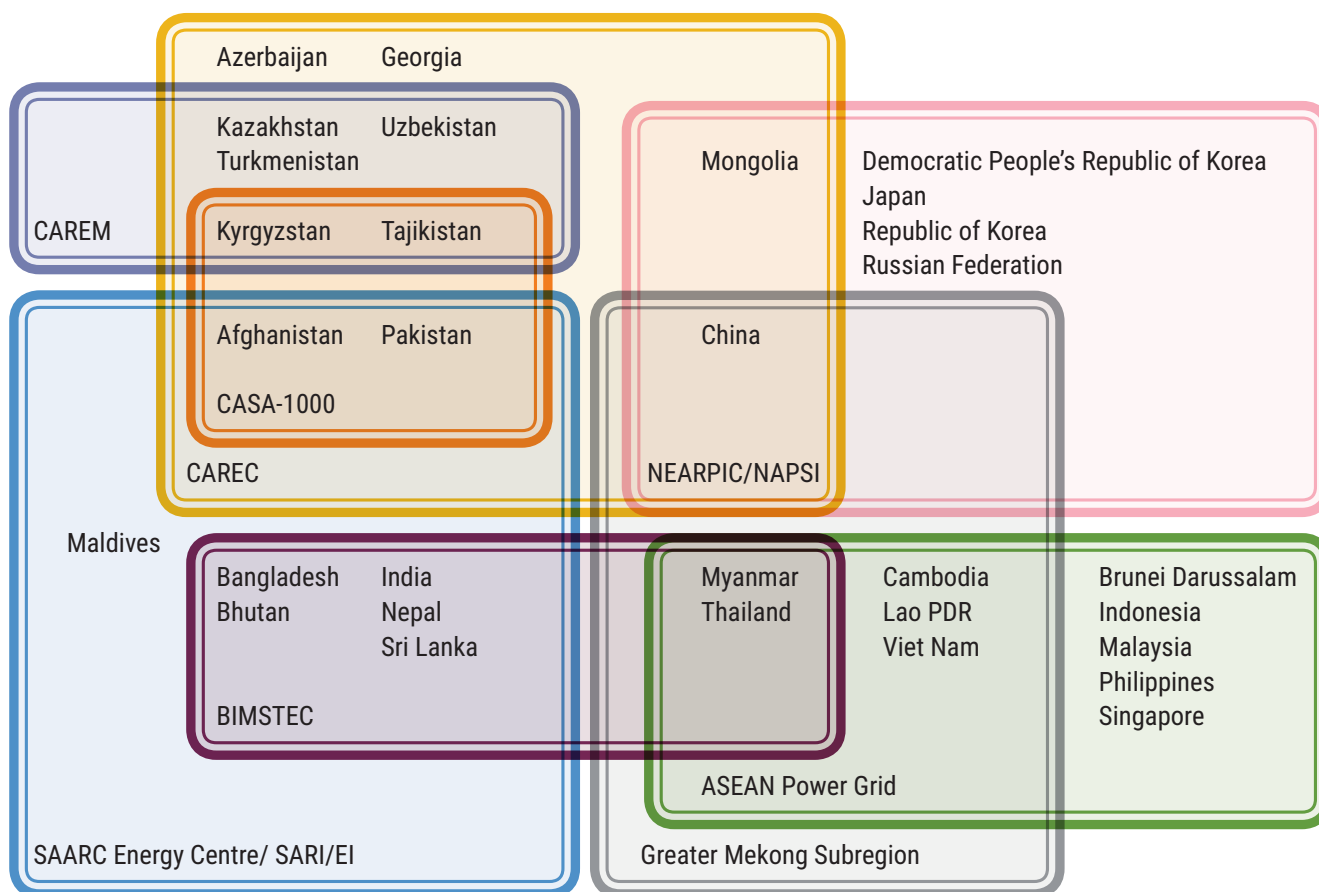 Azerbaijan Georgia
Kazakhstan Uzbekistan
Turkmenistan
Mongolia
Democratic People's Republic of Korea
Japan
Republic of Korea
Russian Federation
CAREM
Kyrgyzstan Tajikistan
Afghanistan Pakistan
China
CASA-1000
CAREC
NEARPIC/NAPSI
Maldives
Bangladesh India
Bhutan Nepal
Sri Lanka
Myanmar
Thailand
Cambodia
Lao PDR
Viet Nam
Brunei Darussalam
Indonesia
Malaysia
Philippines
Singapore
BIMSTEC
ASEAN Power Grid
SAARC Energy Centre/ SARI/EI
Greater Mekong Subregion